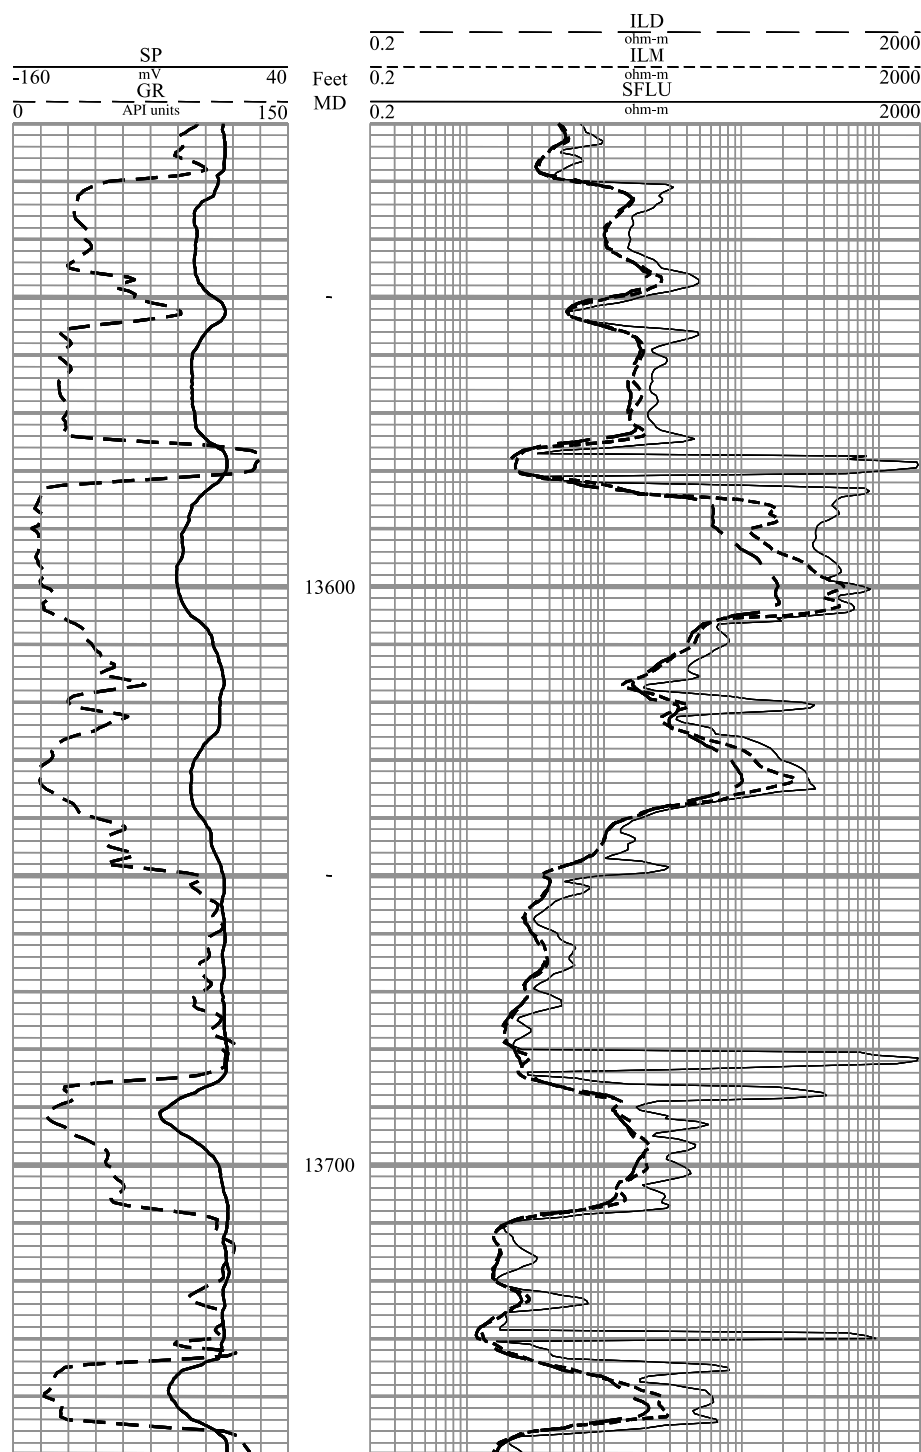 ILD
0.2 ohm-m 2000
SP ILM
-160 mV 40 Feet 0.2 ohm-m 2000
GR MD SFLU
0 API units 150 0.2 ohm-m 2000
-
13600
-
13700